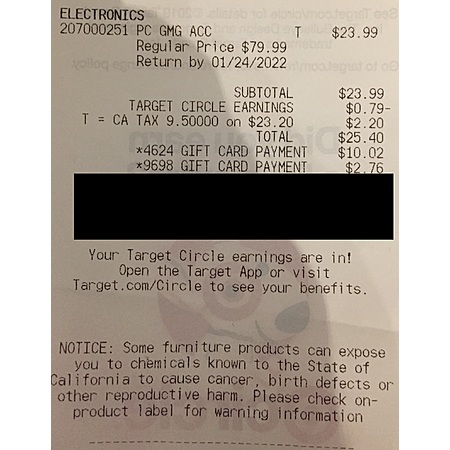 ELECTRONICS
207000251 PC GMG ACC T $23.99
Regular Price $79.99
Return by 01/24/2022
SUBTOTAL $23.99
TARGET CIRCLE EARNINGS $0.79-
T = CA TAX 9.50000 on $23.20 $2.20
TOTAL $25.40
*4624 GIFT CARD PAYMENT $10.02
*9698 GIFT CARD PAYMENT $2.76
Your Target Circle earnings are in!
Open the Target App or visit
Target.com/Circle to see your benefits.
NOTICE: Some furniture products can expose
you to chemicals known to the State of
California to cause cancer, birth defects or
other reproductive harm. Please check on-
product label for warning information